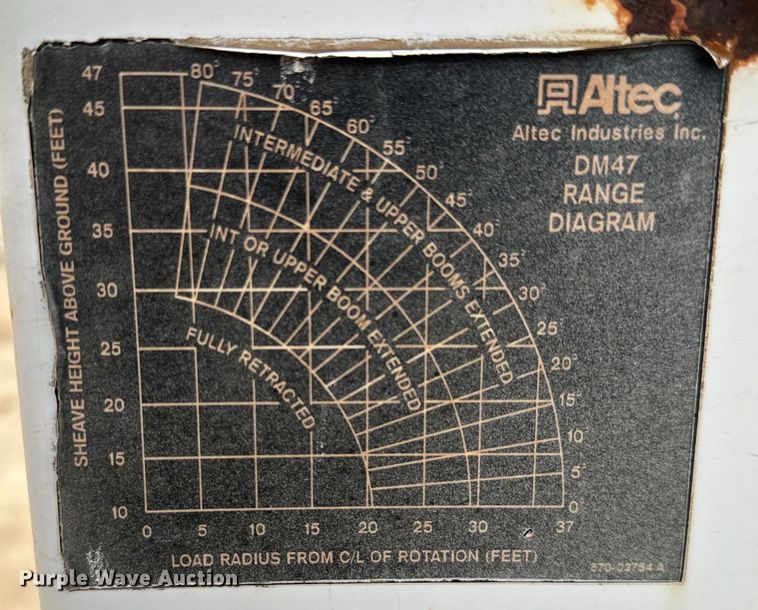 Altec
Altec Industries Inc.
DM47
RANGE
DIAGRAM
SHEAVE HEIGHT ABOVE GROUND (FEET)
47
45
40
35
30
25
20
15
10
80°
75°
70°
65°
60°
55°
50°
45°
40°
35°
30°
25°
20°
15°
10°
5°
0°
INTERMEDIATE & UPPER BOOMS EXTENDED
INT OR UPPER BOOM EXTENDED
FULLY RETRACTED
0 5 10 15 20 25 30 37
LOAD RADIUS FROM C/L OF ROTATION (FEET)
Purple Wave Auction